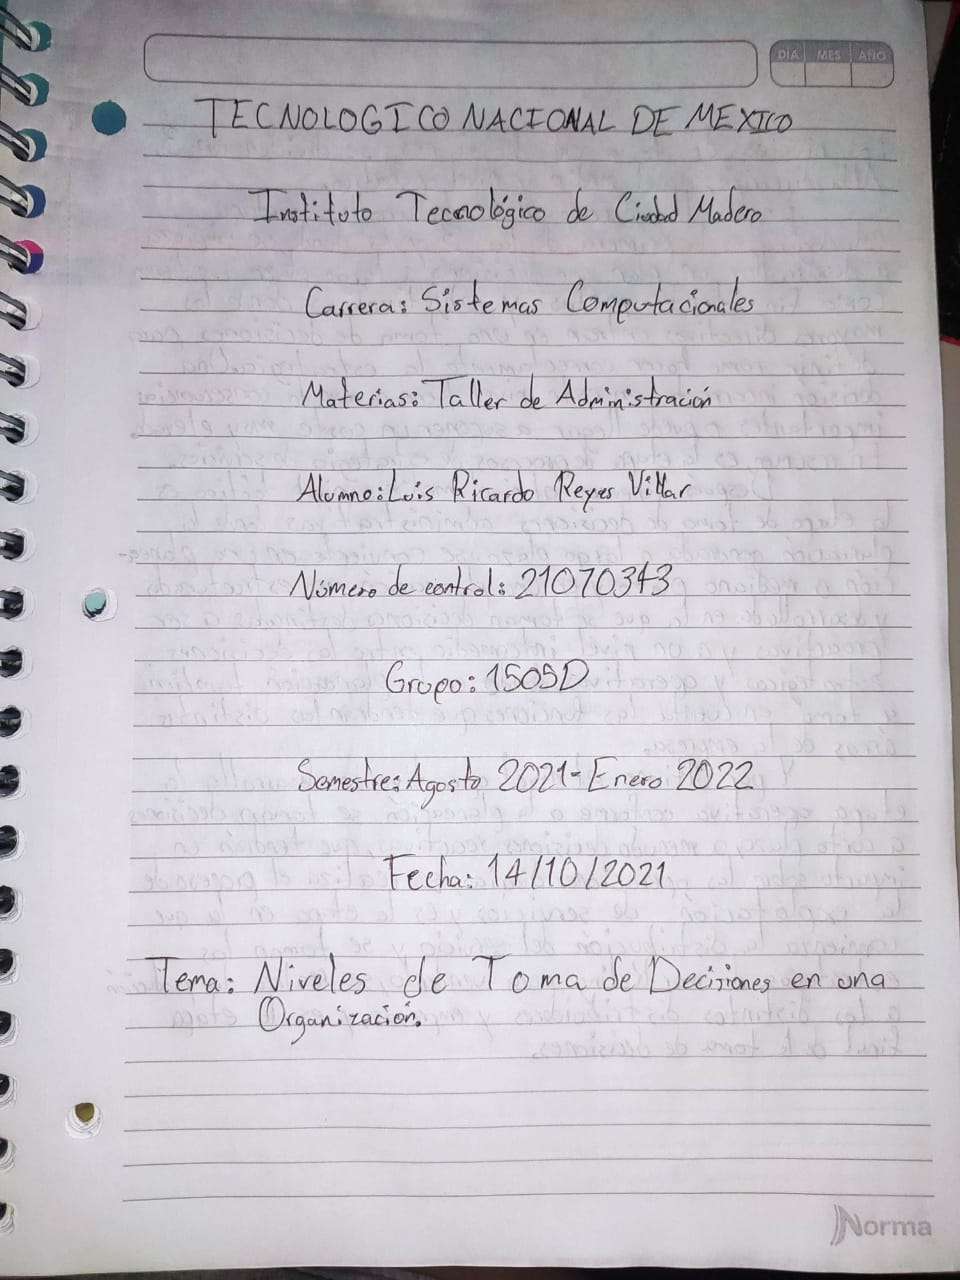 DIA MES AÑO
TECNOLOGICO NACIONAL DE MEXICO
Instituto Tecnológico de Ciudad Madero
Carrera: Sistemas Computacionales
Materias: Taller de Administración
Alumno: Luis Ricardo Reyes Villar
Número de control: 21070343
Grupo: 1505D
Semestre: Agosto 2021- Enero 2022
Fecha: 14/10/2021
Tema: Niveles de Toma de Decisiones en una
Organización.
Norma